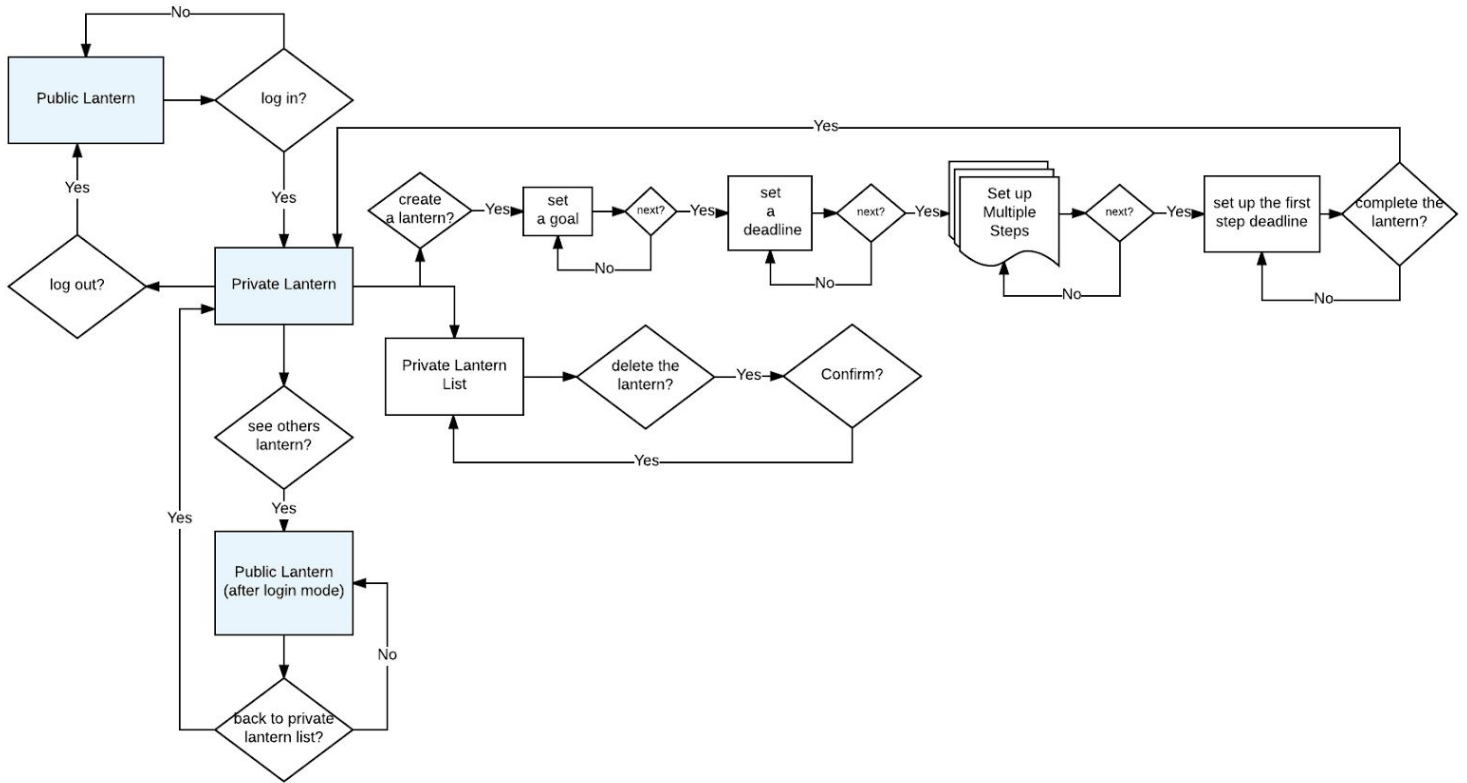 No
Public Lantern
log in?
Yes
Yes
Yes
create
a lantern?
Yes
set
a goal
next?
Yes
set
a
deadline
next?
Yes
Set up
Multiple
Steps
next?
Yes
set up the first
step deadline
complete the
lantern?
No
No
No
No
log out?
Private Lantern
Private Lantern
List
delete the
lantern?
Yes
Confirm?
Yes
see others
lantern?
Yes
Yes
Public Lantern
(after login mode)
No
back to private
lantern list?